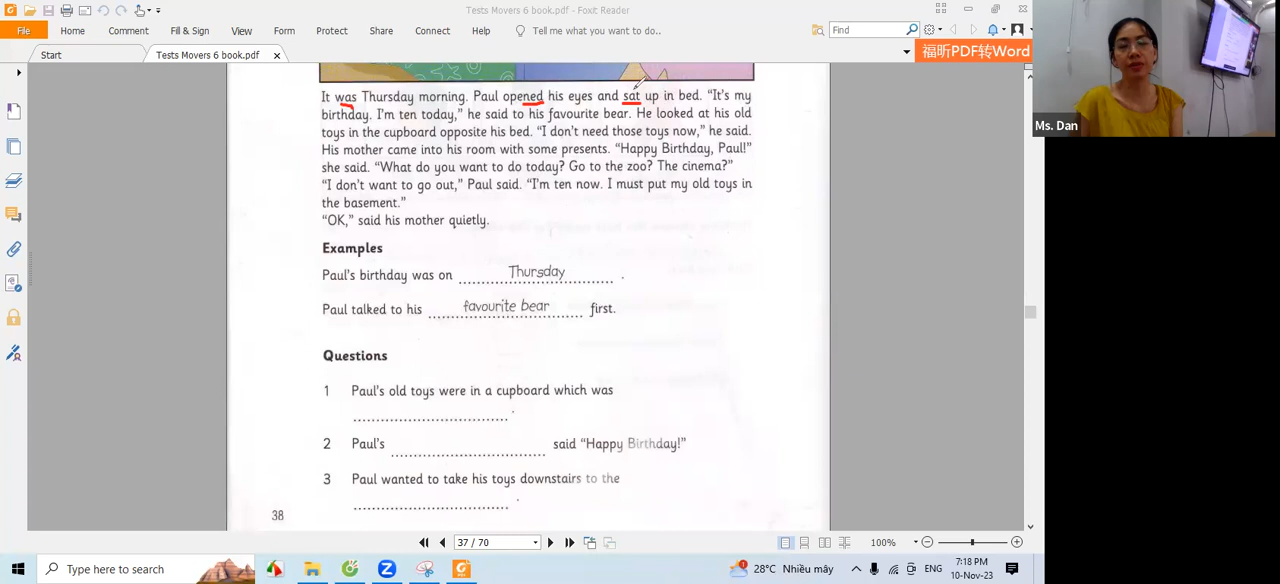 Tests Movers 6 book.pdf - Foxit Reader
File Home Comment Fill & Sign View Form Protect Share Connect Help Tell me what you want to do.. Find
Start Tests Movers 6 book.pdf 福昕PDF转Word
It was Thursday morning. Paul opened his eyes and sat up in bed. “It’s my
birthday. I’m ten today,” he said to his favourite bear. He looked at his old
toys in the cupboard opposite his bed. “I don’t need those toys now,” he said.
His mother came into his room with some presents. “Happy Birthday, Paul!”
she said. “What do you want to do today? Go to the zoo? The cinema?”
“I don’t want to go out,” Paul said. “I’m ten now. I must put my old toys in
the basement.”
“OK,” said his mother quietly.
Examples
Paul’s birthday was on Thursday .
Paul talked to his favourite bear first.
Questions
1 Paul’s old toys were in a cupboard which was
.
2 Paul’s said “Happy Birthday!”
3 Paul wanted to take his toys downstairs to the
.
38
Ms. Dan
37 / 70 100%
Type here to search 28°C Nhiều mây ENG 7:18 PM
10-Nov-23